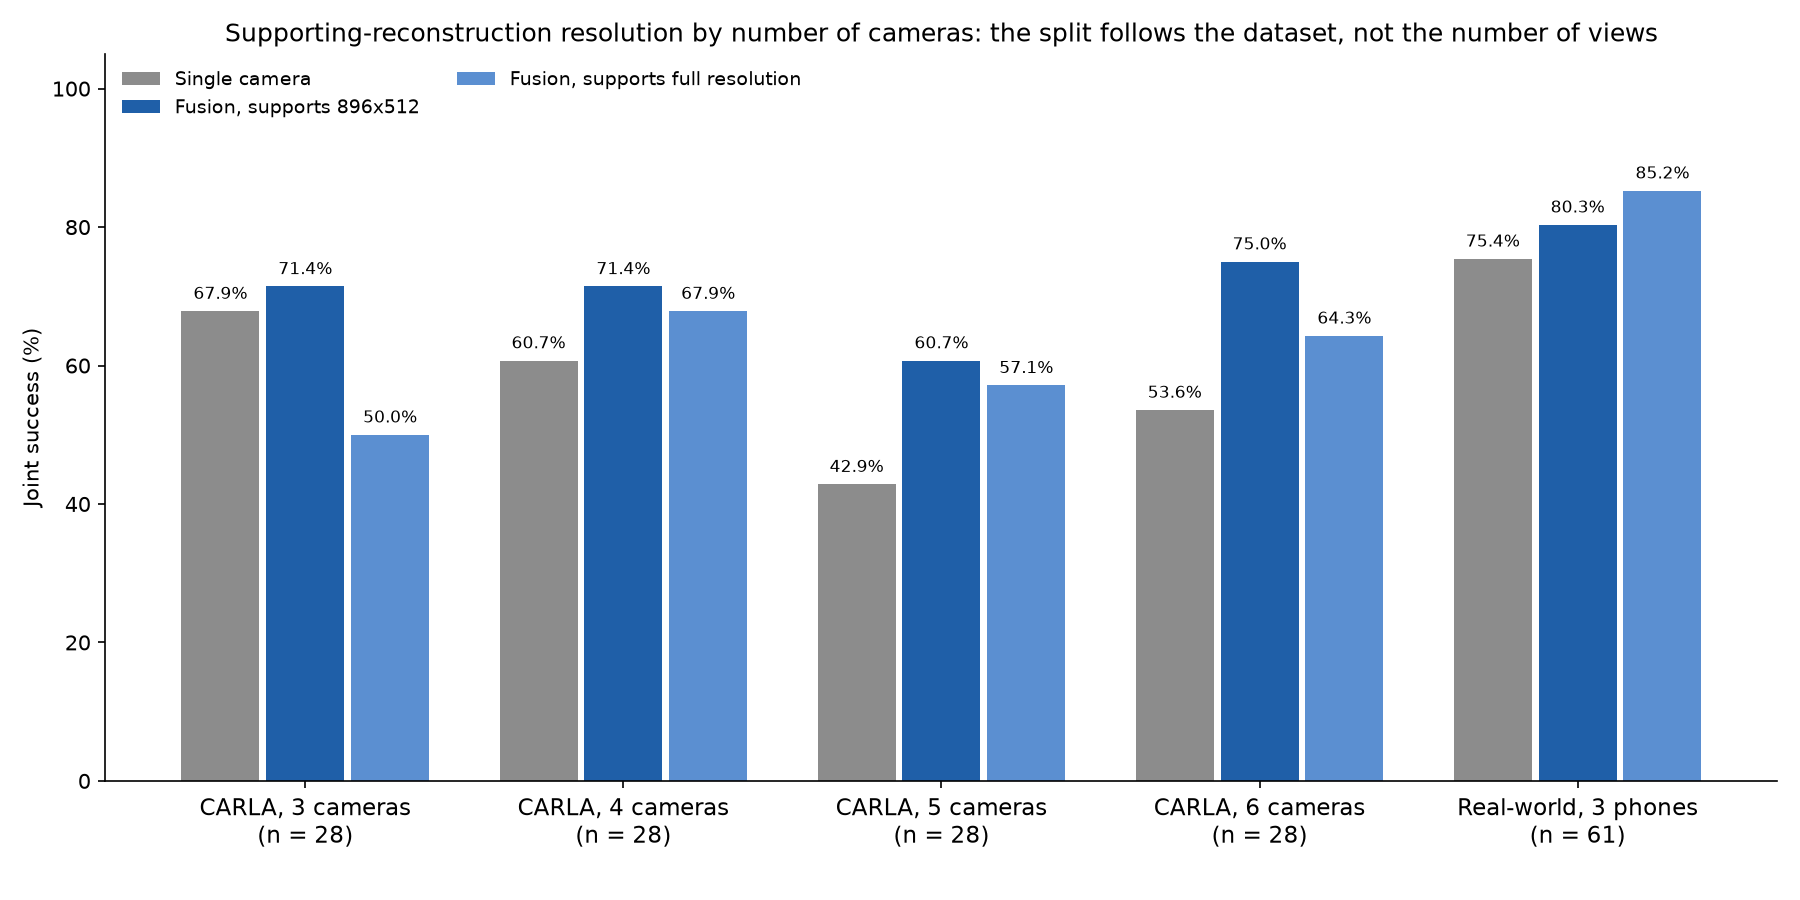 Supporting-reconstruction resolution by number of cameras: the split follows the dataset, not the number of views
Single camera
Fusion, supports 896x512
Fusion, supports full resolution
Joint success (%)
100
80
60
40
20
0
67.9%
71.4%
50.0%
60.7%
71.4%
67.9%
42.9%
60.7%
57.1%
53.6%
75.0%
64.3%
75.4%
80.3%
85.2%
CARLA, 3 cameras
(n = 28)
CARLA, 4 cameras
(n = 28)
CARLA, 5 cameras
(n = 28)
CARLA, 6 cameras
(n = 28)
Real-world, 3 phones
(n = 61)